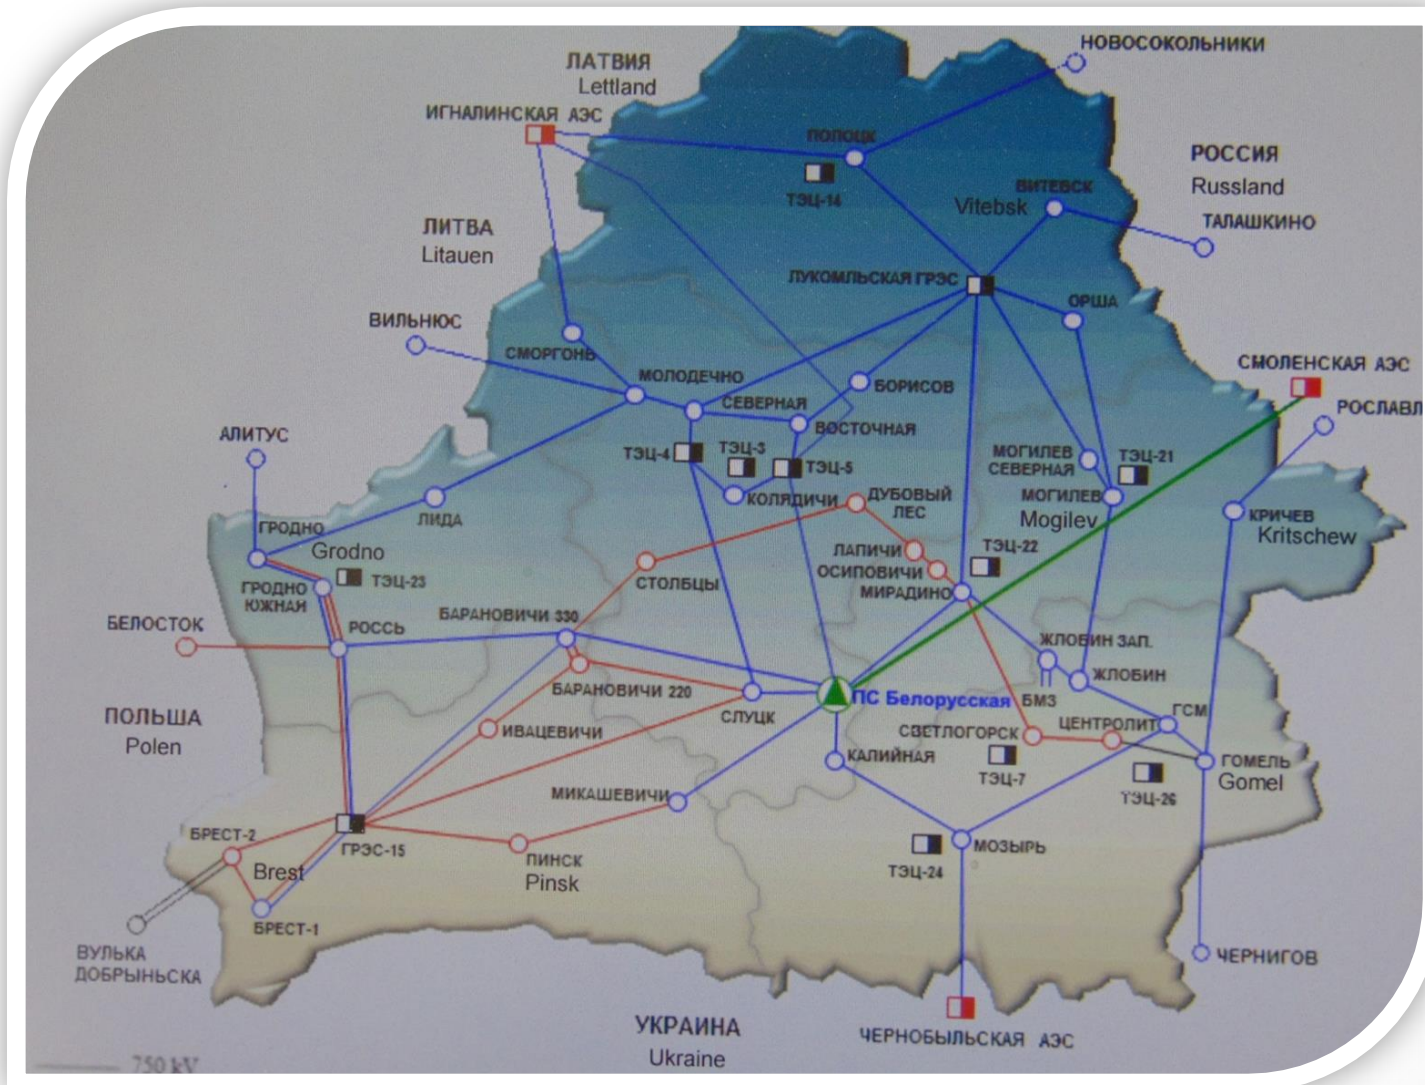 НОВОСОКОЛЬНИКИ
ЛАТВИЯ
Lettland
ИГНАЛИНСКАЯ АЭС
ПОЛОЦК
РОССИЯ
Russland
ТЭЦ-14
ВИТЕБСК
Vitebsk
ТАЛАШКИНО
ЛИТВА
Litauen
ЛУКОМЛЬСКАЯ ГРЭС
ОРША
ВИЛЬНЮС
СМОРГОНЬ
СМОЛЕНСКАЯ АЭС
МОЛОДЕЧНО
БОРИСОВ
СЕВЕРНАЯ
РОСЛАВЛ
ВОСТОЧНАЯ
АЛИТУС
ТЭЦ-4
ТЭЦ-3
ТЭЦ-5
МОГИЛЕВ
СЕВЕРНАЯ
ТЭЦ-21
КОЛЯДИЧИ
ДУБОВЫЙ
ЛЕС
МОГИЛЕВ
Mogilev
ЛИДА
КРИЧЕВ
Kritschew
ГРОДНО
Grodno
ТЭЦ-22
ЛАПИЧИ
ОСИПОВИЧИ
МИРАДИНО
ТЭЦ-23
ГРОДНО
ЮЖНАЯ
СТОЛБЦЫ
БЕЛОСТОК
РОССЬ
БАРАНОВИЧИ 330
ЖЛОБИН ЗАП.
ЖЛОБИН
БАРАНОВИЧИ 220
ПС Белорусская
БМЗ
ПОЛЬША
Polen
СЛУЦК
ГСМ
ЦЕНТРОЛИТ
ИВАЦЕВИЧИ
СВЕТЛОГОРСК
КАЛИЙНАЯ
ТЭЦ-7
ГОМЕЛЬ
Gomel
МИКАШЕВИЧИ
ТЭЦ-26
БРЕСТ-2
ГРЭС-15
МОЗЫРЬ
ПИНСК
Pinsk
ТЭЦ-24
Brest
БРЕСТ-1
ВУЛЬКА
ДОБРЫНЬСКА
ЧЕРНИГОВ
УКРАИНА
Ukraine
ЧЕРНОБЫЛЬСКАЯ АЭС
750 kV